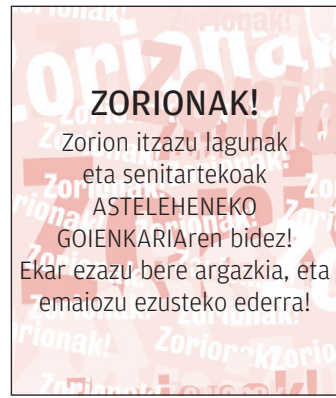 ZORIONAK!
Zorion itzazu lagunak
eta senitartekoak
ASTELEHENEKO
GOIENKARIAren bidez!
Ekar ezazu bere argazkia, eta
emaiozu ezusteko ederra!